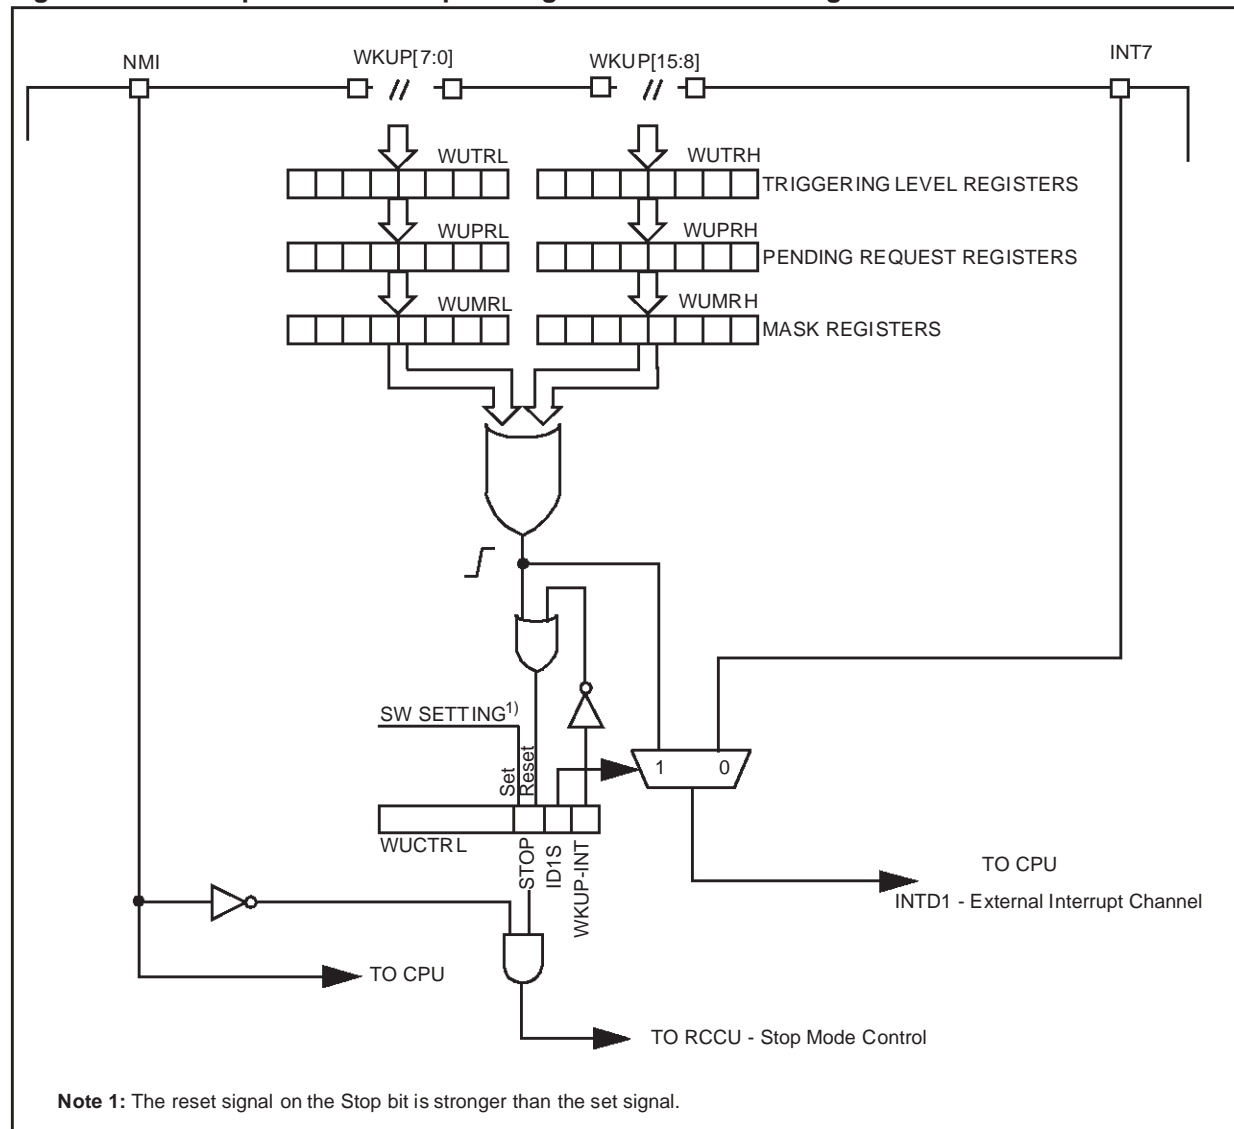 NMI
WKUP[7:0]
WKUP[15:8]
INT7
WUTRL
WUTRH
TRIGGERING LEVEL REGISTERS
WUPRL
WUPRH
PENDING REQUEST REGISTERS
WUMRL
WUMRH
MASK REGISTERS
SW SETTING1)
Set
Reset
1 0
WUCTRL
STOP
ID1S
WKUP-INT
TO CPU
INTD1 - External Interrupt Channel
TO CPU
TO RCCU - Stop Mode Control
Note 1: The reset signal on the Stop bit is stronger than the set signal.